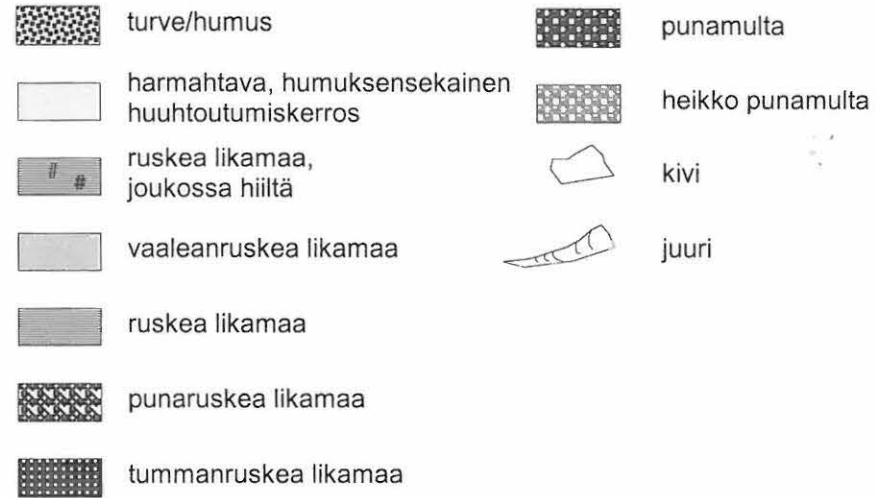 turve/humus
harmahtava, humuksensekainen
huuhtoutumiskerros
ruskea likamaa,
joukossa hiiltä
vaaleanruskea likamaa
ruskea likamaa
punaruskea likamaa
tummanruskea likamaa
punamulta
heikko punamulta
kivi
juuri